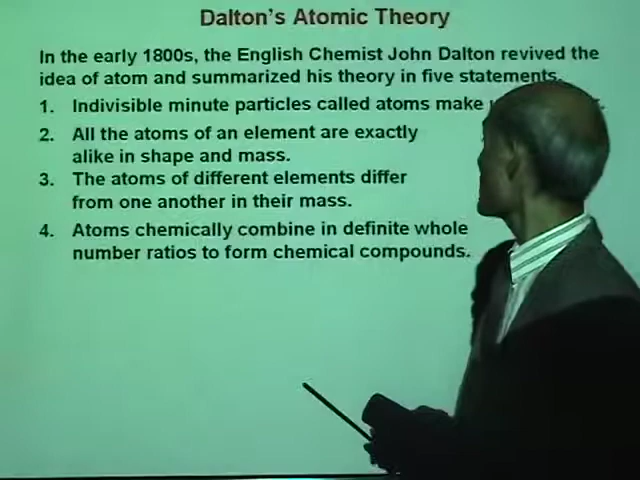 Dalton's Atomic Theory
In the early 1800s, the English Chemist John Dalton revived the
idea of atom and summarized his theory in five statements.
1. Indivisible minute particles called atoms make
2. All the atoms of an element are exactly
alike in shape and mass.
3. The atoms of different elements differ
from one another in their mass.
4. Atoms chemically combine in definite whole
number ratios to form chemical compounds.